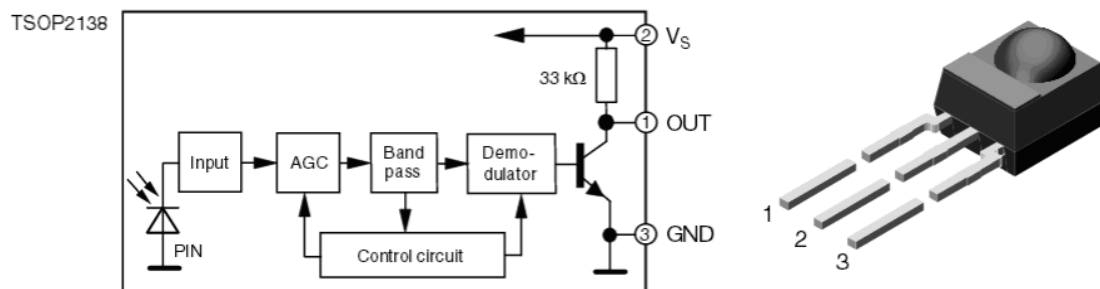 TSOP2138
2
V_S
33 kΩ
1
OUT
Input
AGC
Band
pass
Demo-
dulator
PIN
Control circuit
3
GND
1
2
3